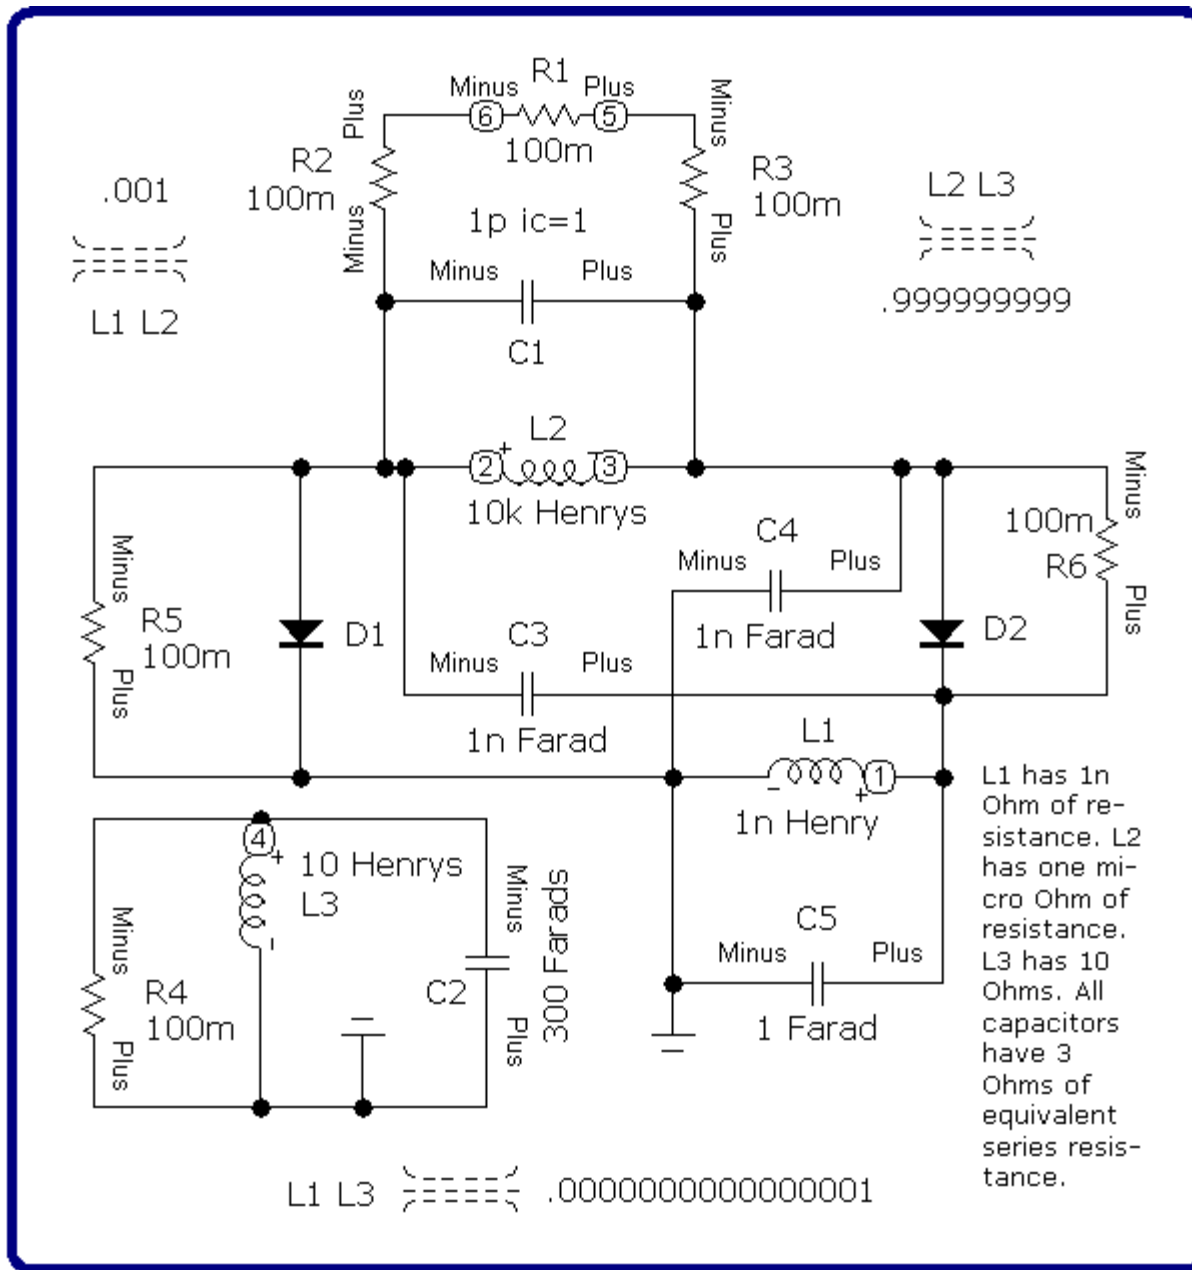 Minus R1 Plus
6 5
100m
Plus
R2
100m
Minus
Minus
R3
100m
Plus
.001
L1 L2
L2 L3
.999999999
1p ic=1
Minus Plus
C1
L2
2 + - 3
10k Henrys
Minus
R5
100m
Plus
D1
C3
Minus Plus
1n Farad
C4
Minus Plus
1n Farad
D2
Minus
100m
R6
Plus
L1
- + 1
1n Henry
4
+
10 Henrys
L3
-
Minus
R4
100m
Plus
Minus
C2
300 Farads
Plus
C5
Minus Plus
1 Farad
L1 has 1n
Ohm of re-
sistance. L2
has one mi-
cro Ohm of
resistance.
L3 has 10
Ohms. All
capacitors
have 3
Ohms of
equivalent
series resis-
tance.
L1 L3 .0000000000000001